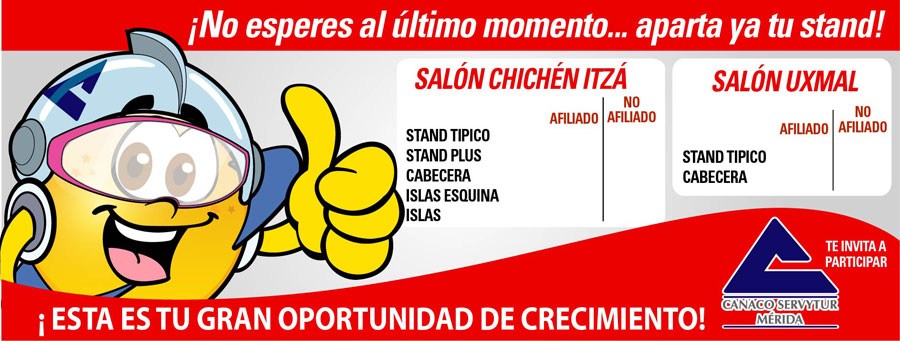 ¡No esperes al último momento... aparta ya tu stand!
SALÓN CHICHÉN ITZÁ
AFILIADO
NO
AFILIADO
STAND TIPICO
STAND PLUS
CABECERA
ISLAS ESQUINA
ISLAS
SALÓN UXMAL
AFILIADO
NO
AFILIADO
STAND TIPICO
CABECERA
TE INVITA A
PARTICIPAR
CANACO SERVYTUR
MÉRIDA
¡ESTA ES TU GRAN OPORTUNIDAD DE CRECIMIENTO!